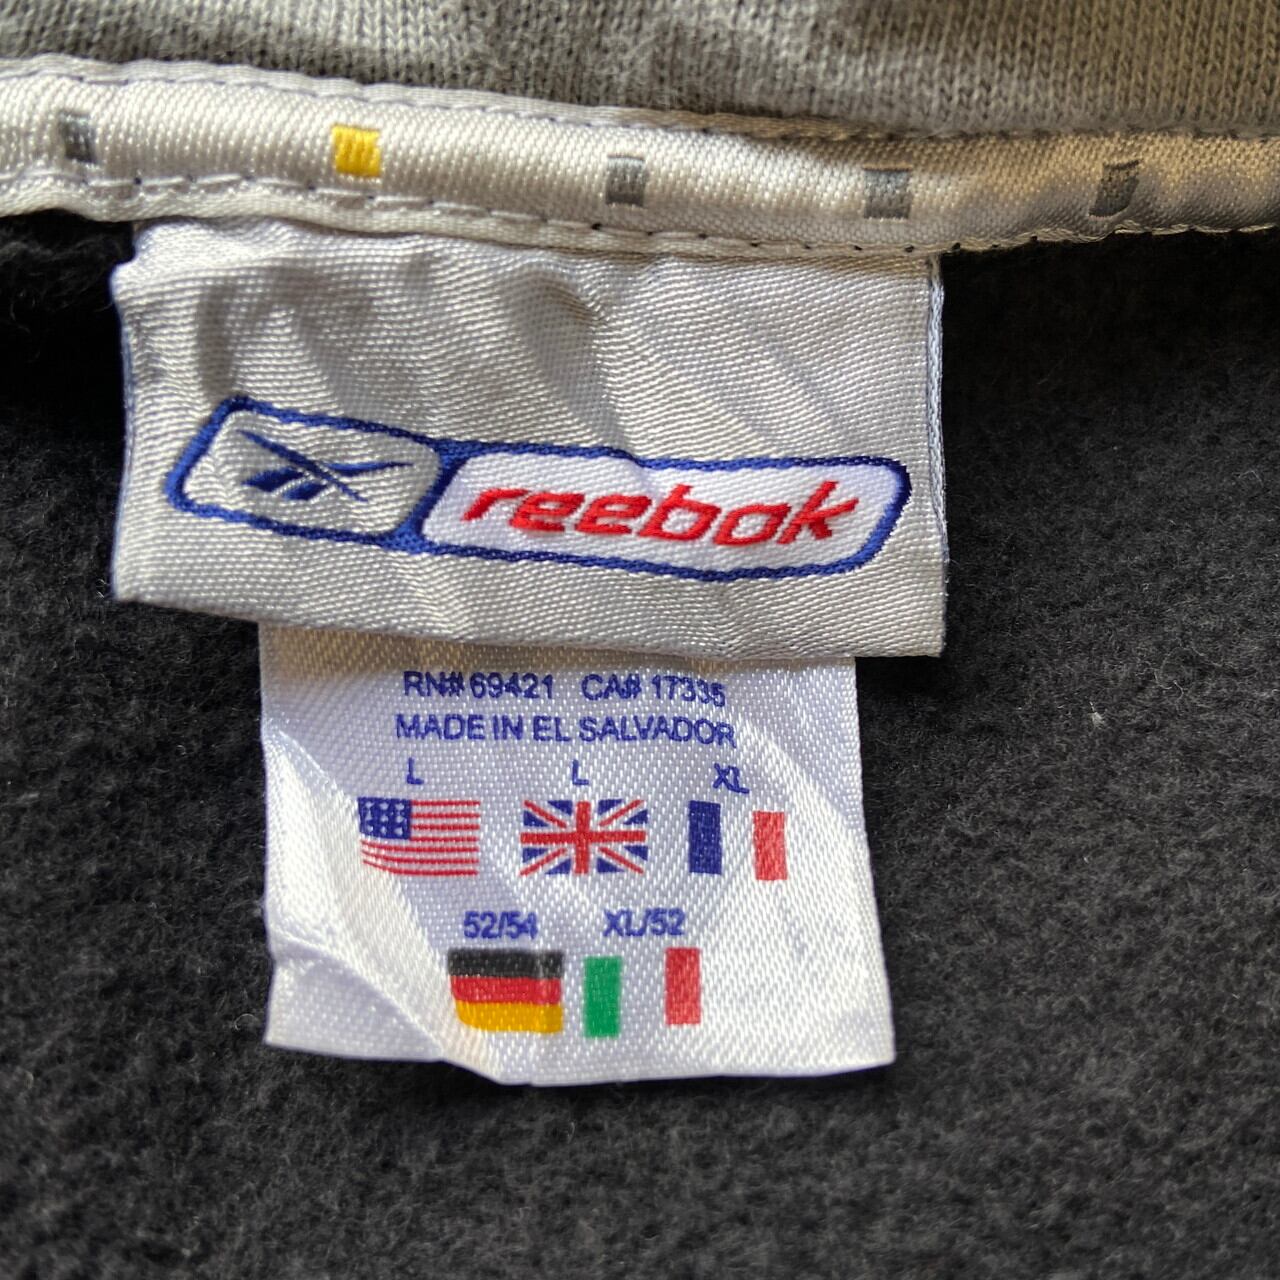 reebok
RN# 69421 CA# 17335
MADE IN EL SALVADOR
L L XL
52/54 XL/52